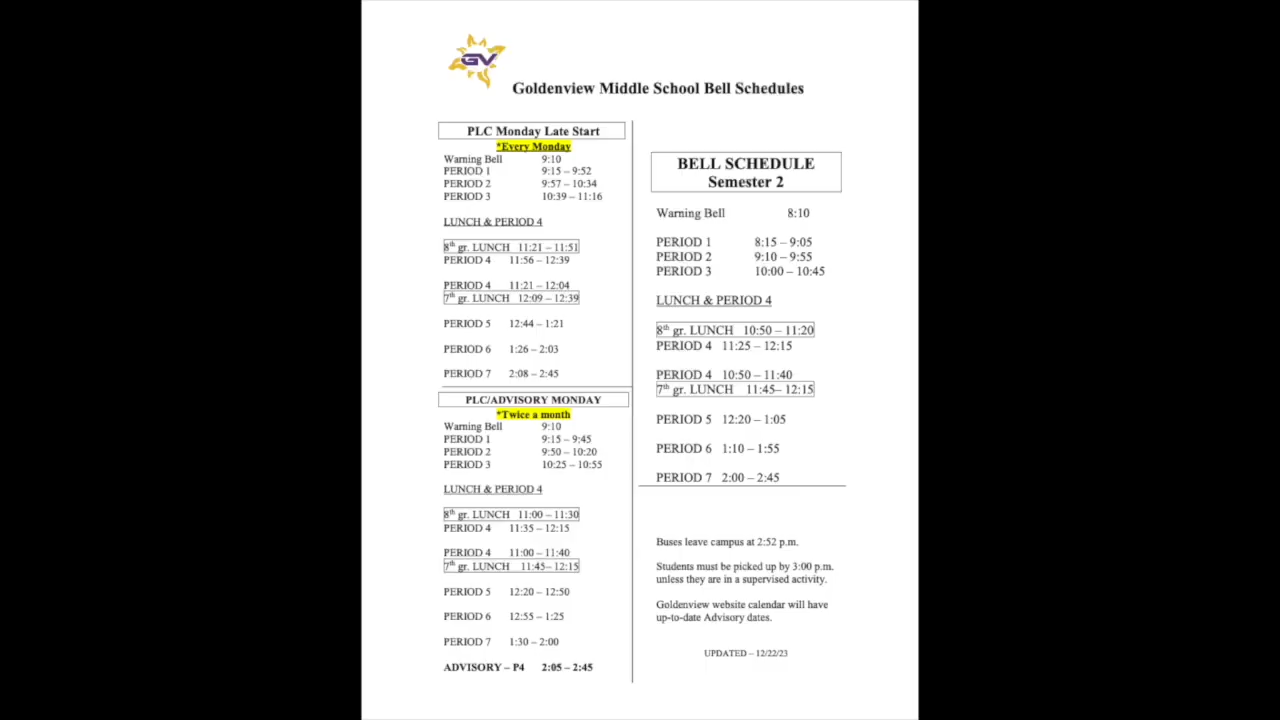 GV
Goldenview Middle School Bell Schedules
PLC Monday Late Start
*Every Monday
Warning Bell 9:10
PERIOD 1 9:15 – 9:52
PERIOD 2 9:57 – 10:34
PERIOD 3 10:39 – 11:16
LUNCH & PERIOD 4
8th gr. LUNCH 11:21 – 11:51
PERIOD 4 11:56 – 12:39
PERIOD 4 11:21 – 12:04
7th gr. LUNCH 12:09 – 12:39
PERIOD 5 12:44 – 1:21
PERIOD 6 1:26 – 2:03
PERIOD 7 2:08 – 2:45
PLC/ADVISORY MONDAY
*Twice a month
Warning Bell 9:10
PERIOD 1 9:15 – 9:45
PERIOD 2 9:50 – 10:20
PERIOD 3 10:25 – 10:55
LUNCH & PERIOD 4
8th gr. LUNCH 11:00 – 11:30
PERIOD 4 11:35 – 12:15
PERIOD 4 11:00 – 11:40
7th gr. LUNCH 11:45– 12:15
PERIOD 5 12:20 – 12:50
PERIOD 6 12:55 – 1:25
PERIOD 7 1:30 – 2:00
ADVISORY – P4 2:05 – 2:45
BELL SCHEDULE
Semester 2
Warning Bell 8:10
PERIOD 1 8:15 – 9:05
PERIOD 2 9:10 – 9:55
PERIOD 3 10:00 – 10:45
LUNCH & PERIOD 4
8th gr. LUNCH 10:50 – 11:20
PERIOD 4 11:25 – 12:15
PERIOD 4 10:50 – 11:40
7th gr. LUNCH 11:45– 12:15
PERIOD 5 12:20 – 1:05
PERIOD 6 1:10 – 1:55
PERIOD 7 2:00 – 2:45
Buses leave campus at 2:52 p.m.
Students must be picked up by 3:00 p.m.
unless they are in a supervised activity.
Goldenview website calendar will have
up-to-date Advisory dates.
UPDATED – 12/22/23